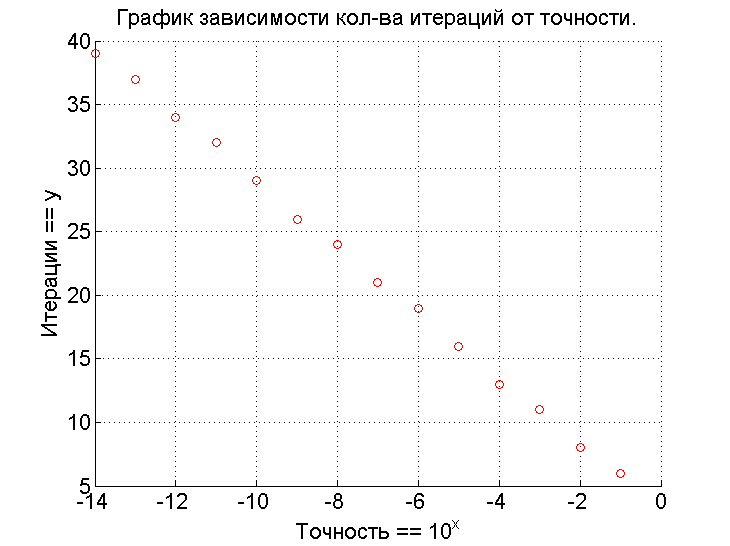 График зависимости кол-ва итераций от точности.
40
35
30
25
20
15
10
5
Итерации == y
-14 -12 -10 -8 -6 -4 -2 0
Точность == 10^x